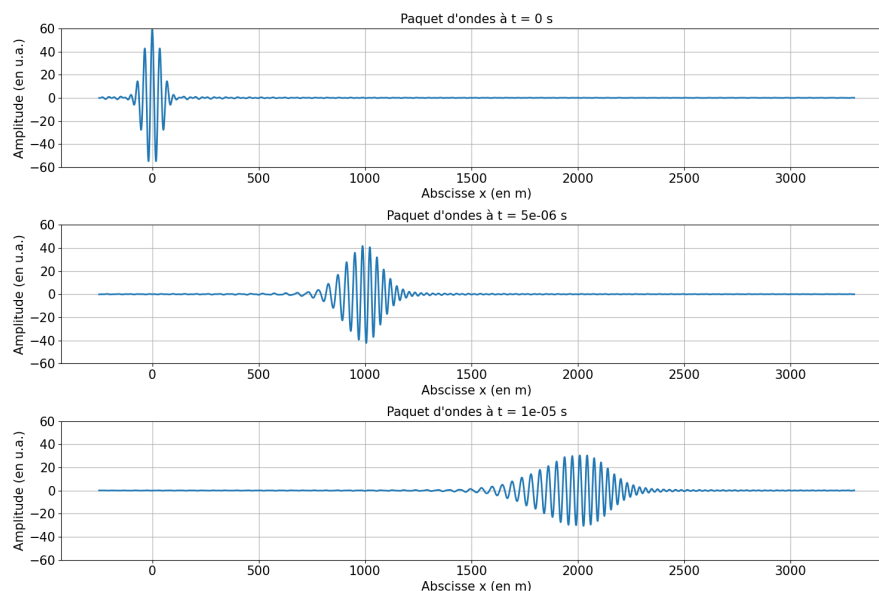 Paquet d'ondes à t = 0 s
60
40
20
0
−20
−40
−60
Amplitude (en u.a.)
0 500 1000 1500 2000 2500 3000
Abscisse x (en m)
Paquet d'ondes à t = 5e-06 s
60
40
20
0
−20
−40
−60
Amplitude (en u.a.)
0 500 1000 1500 2000 2500 3000
Abscisse x (en m)
Paquet d'ondes à t = 1e-05 s
60
40
20
0
−20
−40
−60
Amplitude (en u.a.)
0 500 1000 1500 2000 2500 3000
Abscisse x (en m)